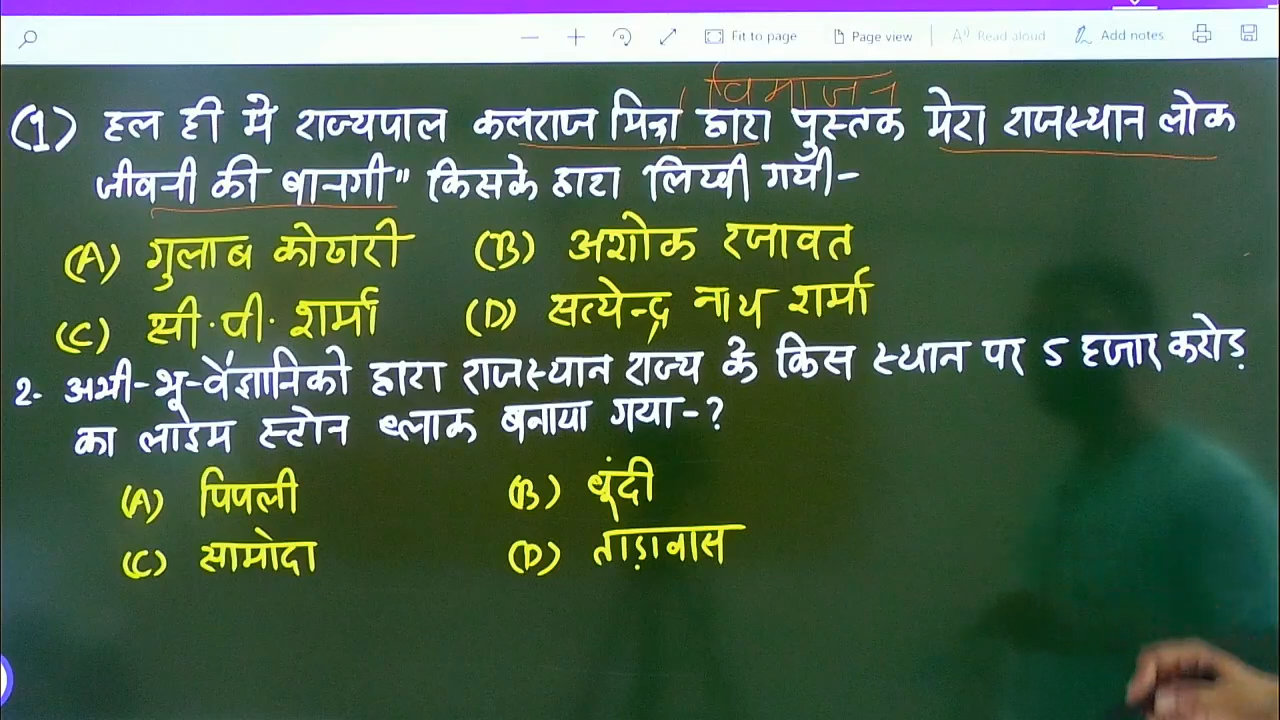 Fit to page Page view Read aloud Add notes
विमाजन
(1) हाल ही में राज्यपाल कलराज मिश्रा द्वारा पुस्तक मेरा राजस्थान लोक
जीवनी की बानगी" किसके द्वारा लिखी गयी-
(A) गुलाब कोठारी (B) अशोक रजावत
(C) सी.पी. शर्मा (D) सत्येन्द्र नाथ शर्मा
2- अभी-भू-वैज्ञानिको द्वारा राजस्थान राज्य के किस स्थान पर 5 हजार करोड़
का लाइम स्टोन ब्लाक बनाया गया-?
(A) पिपली (B) बूंदी
(C) सामोदा (D) ताड़ावास